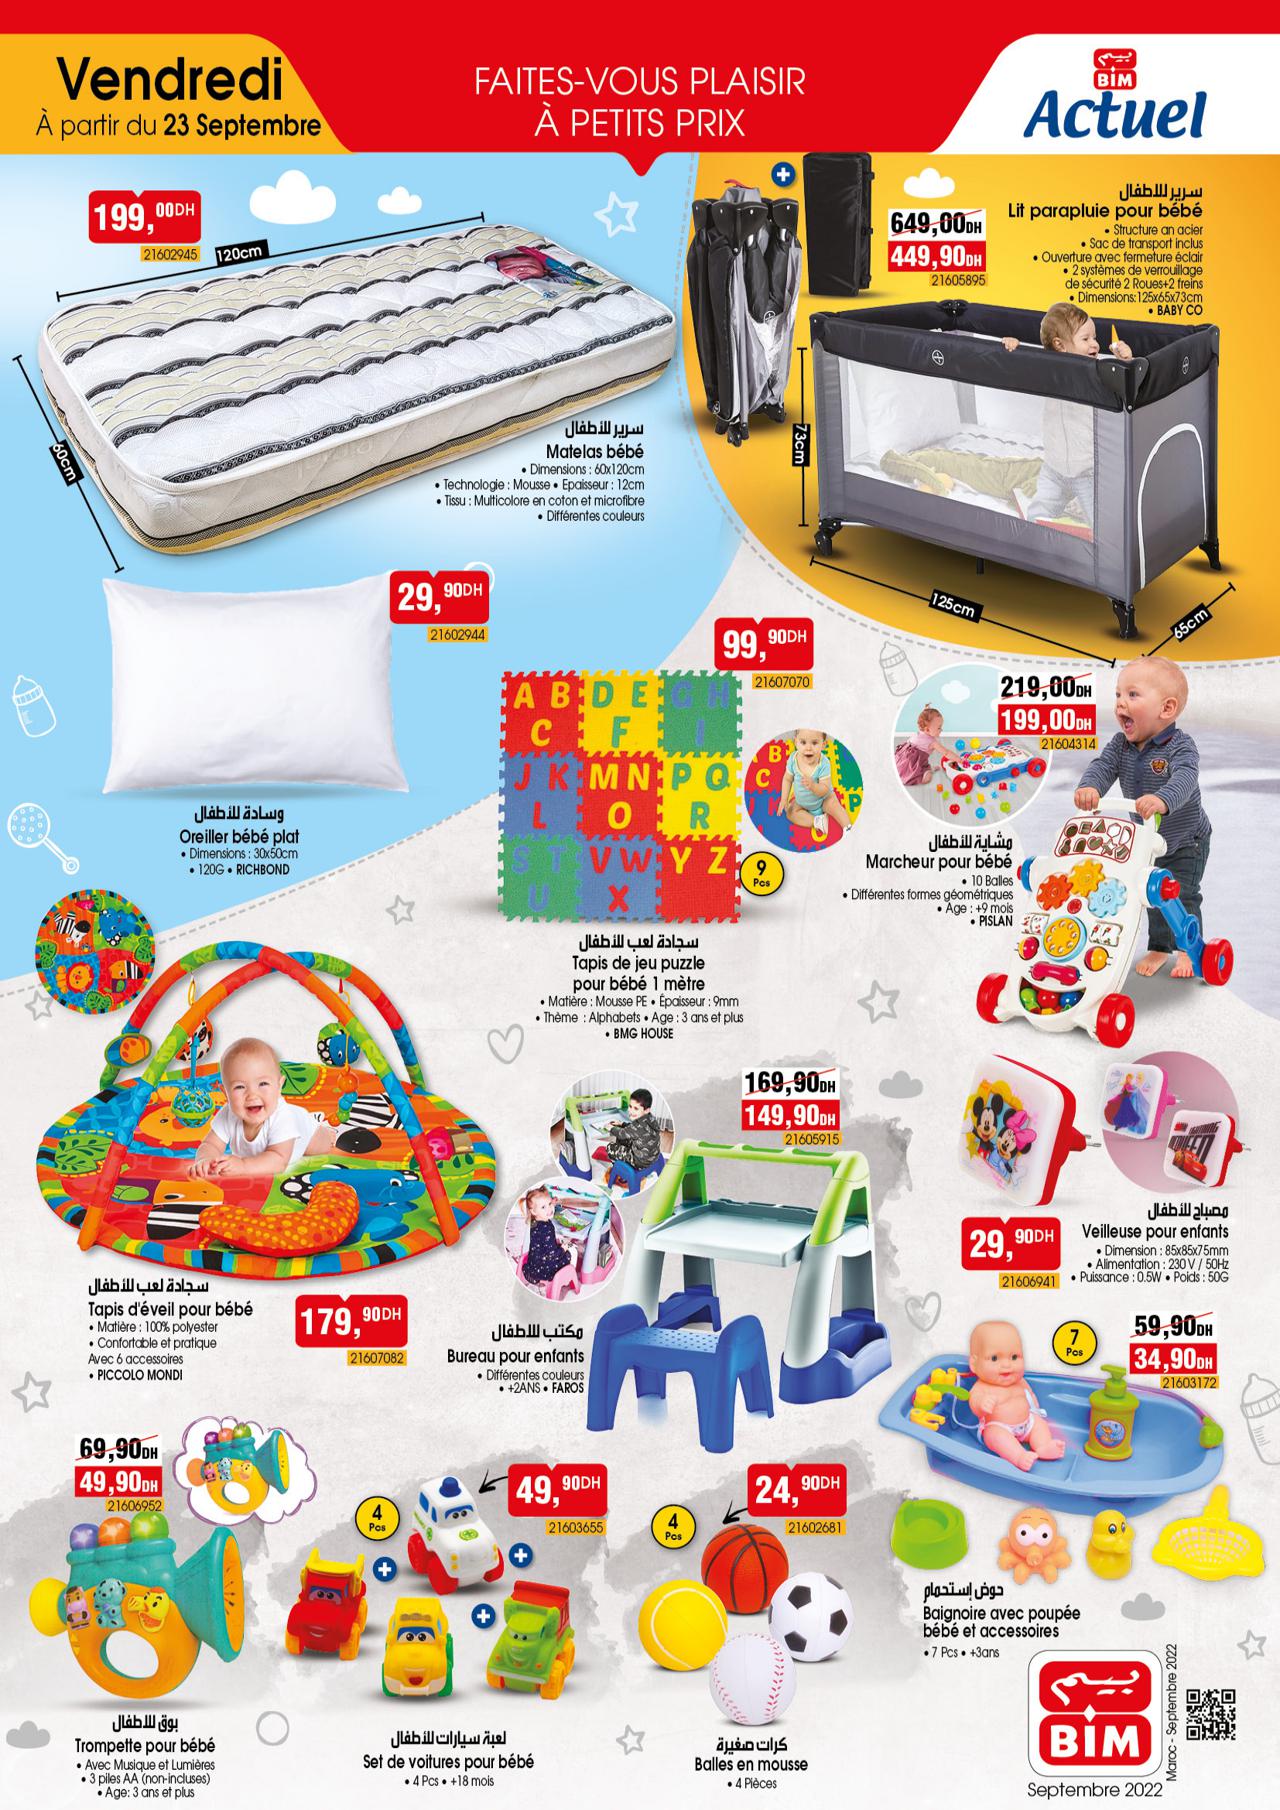 Vendredi
À partir du 23 Septembre
FAITES-VOUS PLAISIR
À PETITS PRIX
بيم
BIM
Actuel
199,00DH
21602945
120cm
60cm
سرير للأطفال
Matelas bébé
• Dimensions : 60x120cm
• Technologie : Mousse • Epaisseur : 12cm
• Tissu : Multicolore en coton et microfibre
• Différentes couleurs
+
649,00DH
449,90DH
21605895
سرير للاطفال
Lit parapluie pour bébé
• Structure an acier
• Sac de transport inclus
• Ouverture avec fermeture éclair
• 2 systèmes de verrouillage
de sécurité 2 Roues+2 freins
• Dimensions:125x65x73cm
• BABY CO
73cm
125cm
65cm
29,90DH
21602944
وسادة للأطفال
Oreiller bébé plat
• Dimensions : 30x50cm
• 120G • RICHBOND
99,90DH
21607070
A B C
D E F
G H I
J K L
M N O
P Q R
S T U
V W X
Y Z
9
Pcs
سجادة لعب للأطفال
Tapis de jeu puzzle
pour bébé 1 mètre
• Matière : Mousse PE • Épaisseur : 9mm
• Thème : Alphabets • Age : 3 ans et plus
• BMG HOUSE
219,00DH
199,00DH
21604314
مشاية للأطفال
Marcheur pour bébé
• 10 Balles
• Différentes formes géométriques
• Age : +9 mois
• PISLAN
سجادة لعب للأطفال
Tapis d'éveil pour bébé
• Matière : 100% polyester
• Confortable et pratique
Avec 6 accessoires
• PICCOLO MONDI
179,90DH
21607082
169,90DH
149,90DH
21605915
مكتب للاطفال
Bureau pour enfants
• Différentes couleurs
• +2ANS • FAROS
29,90DH
21606941
مصباح للأطفال
Veilleuse pour enfants
• Dimension : 85x85x75mm
• Alimentation : 230 V / 50Hz
• Puissance : 0.5W • Poids : 50G
7
Pcs
59,90DH
34,90DH
21603172
حوض إستحمام
Baignoire avec poupée
bébé et accessoires
• 7 Pcs • +3ans
69,90DH
49,90DH
21606952
بوق للاطفال
Trompette pour bébé
• Avec Musique et Lumières
• 3 piles AA (non-incluses)
• Age: 3 ans et plus
4
Pcs
49,90DH
21603655
+
+
+
لعبة سيارات للأطفال
Set de voitures pour bébé
• 4 Pcs • +18 mois
4
Pcs
24,90DH
21602681
كرات صغيرة
Balles en mousse
• 4 Pièces
بيم
BIM
Septembre 2022
Maroc - Septembre 2022